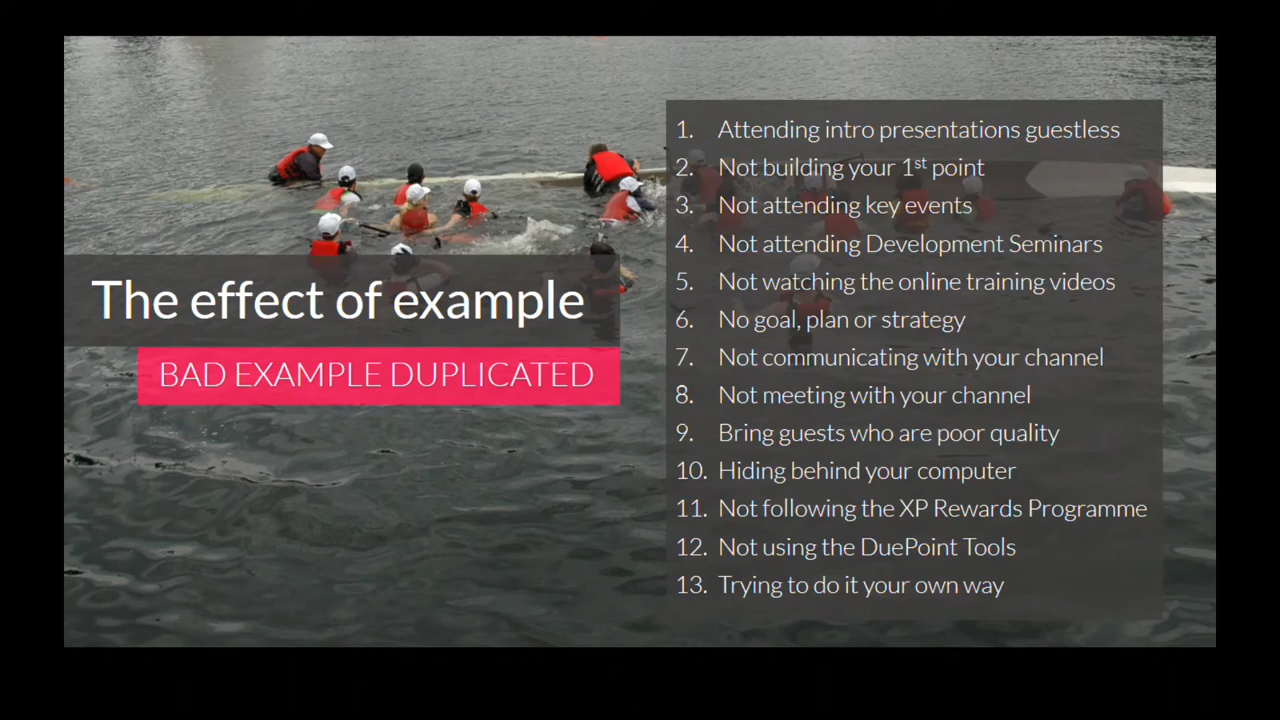 The effect of example
BAD EXAMPLE DUPLICATED
1. Attending intro presentations guestless
2. Not building your 1st point
3. Not attending key events
4. Not attending Development Seminars
5. Not watching the online training videos
6. No goal, plan or strategy
7. Not communicating with your channel
8. Not meeting with your channel
9. Bring guests who are poor quality
10. Hiding behind your computer
11. Not following the XP Rewards Programme
12. Not using the DuePoint Tools
13. Trying to do it your own way